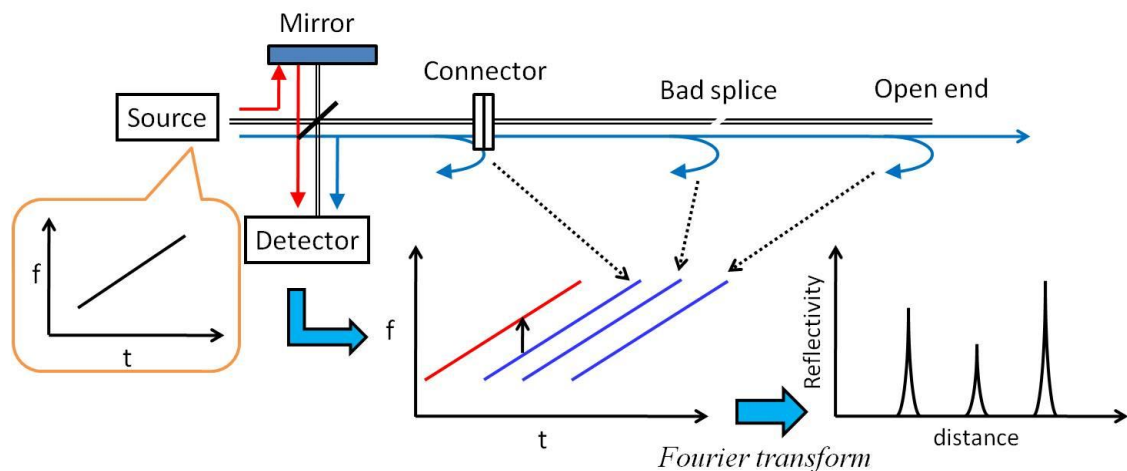 Mirror
Connector
Bad splice
Open end
Source
Detector
f
t
f
t
Fourier transform
Reflectivity
distance